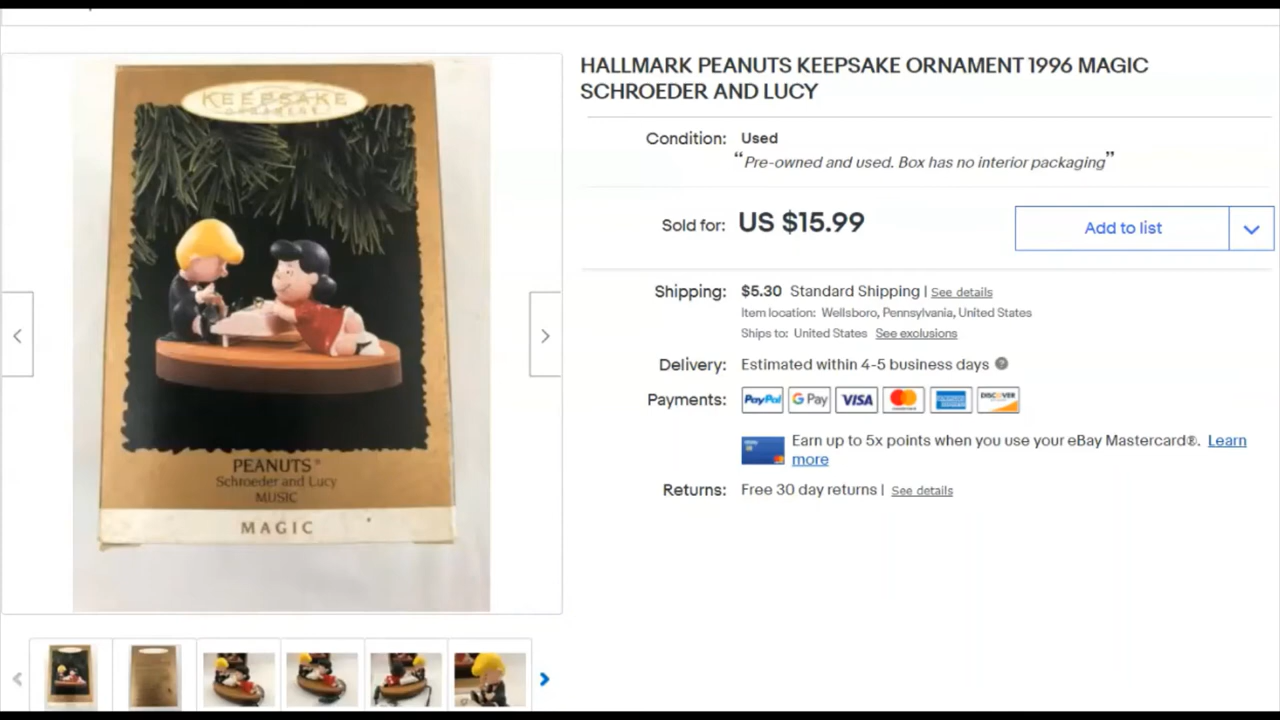 KEEPSAKE
ORNAMENT
PEANUTS®
Schroeder and Lucy
MUSIC
MAGIC
HALLMARK PEANUTS KEEPSAKE ORNAMENT 1996 MAGIC
SCHROEDER AND LUCY
Condition: Used
“Pre-owned and used. Box has no interior packaging”
Sold for: US $15.99
Add to list
Shipping: $5.30 Standard Shipping | See details
Item location: Wellsboro, Pennsylvania, United States
Ships to: United States See exclusions
Delivery: Estimated within 4-5 business days ?
Payments: PayPal G Pay VISA DISCOVER
Earn up to 5x points when you use your eBay Mastercard®. Learn
more
Returns: Free 30 day returns | See details